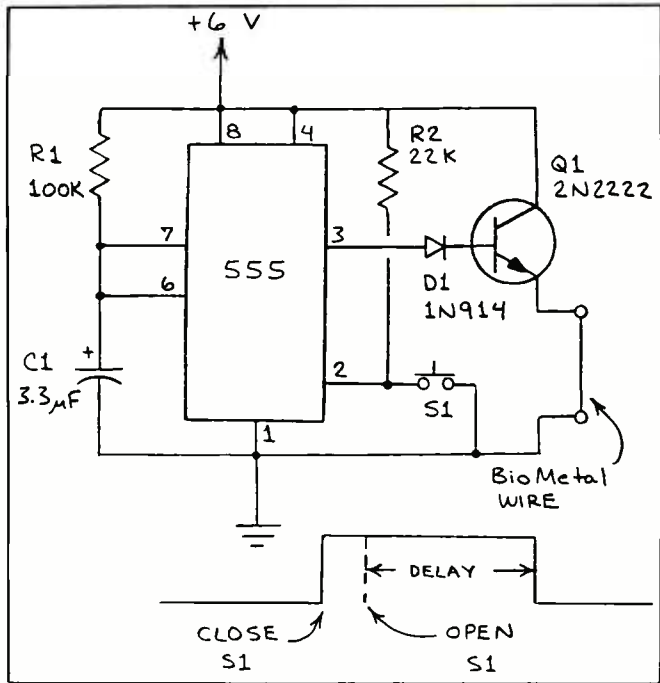 +6 V
R1
100K
8
4
R2
22K
Q1
2N2222
7
3
555
6
D1
1N914
C1
+
3.3µF
2
S1
1
BioMetal
WIRE
DELAY
CLOSE
S1
OPEN
S1